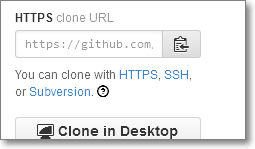 HTTPS clone URL
https://github.com,
You can clone with HTTPS, SSH,
or Subversion.
Clone in Desktop